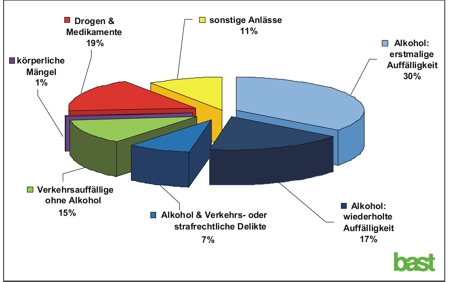 Drogen &
Medikamente
19%
sonstige Anlässe
11%
Alkohol:
erstmalige
Auffälligkeit
30%
körperliche
Mängel
1%
Verkehrsauffällige
ohne Alkohol
15%
Alkohol & Verkehrs- oder
strafrechtliche Delikte
7%
Alkohol:
wiederholte
Auffälligkeit
17%
bast